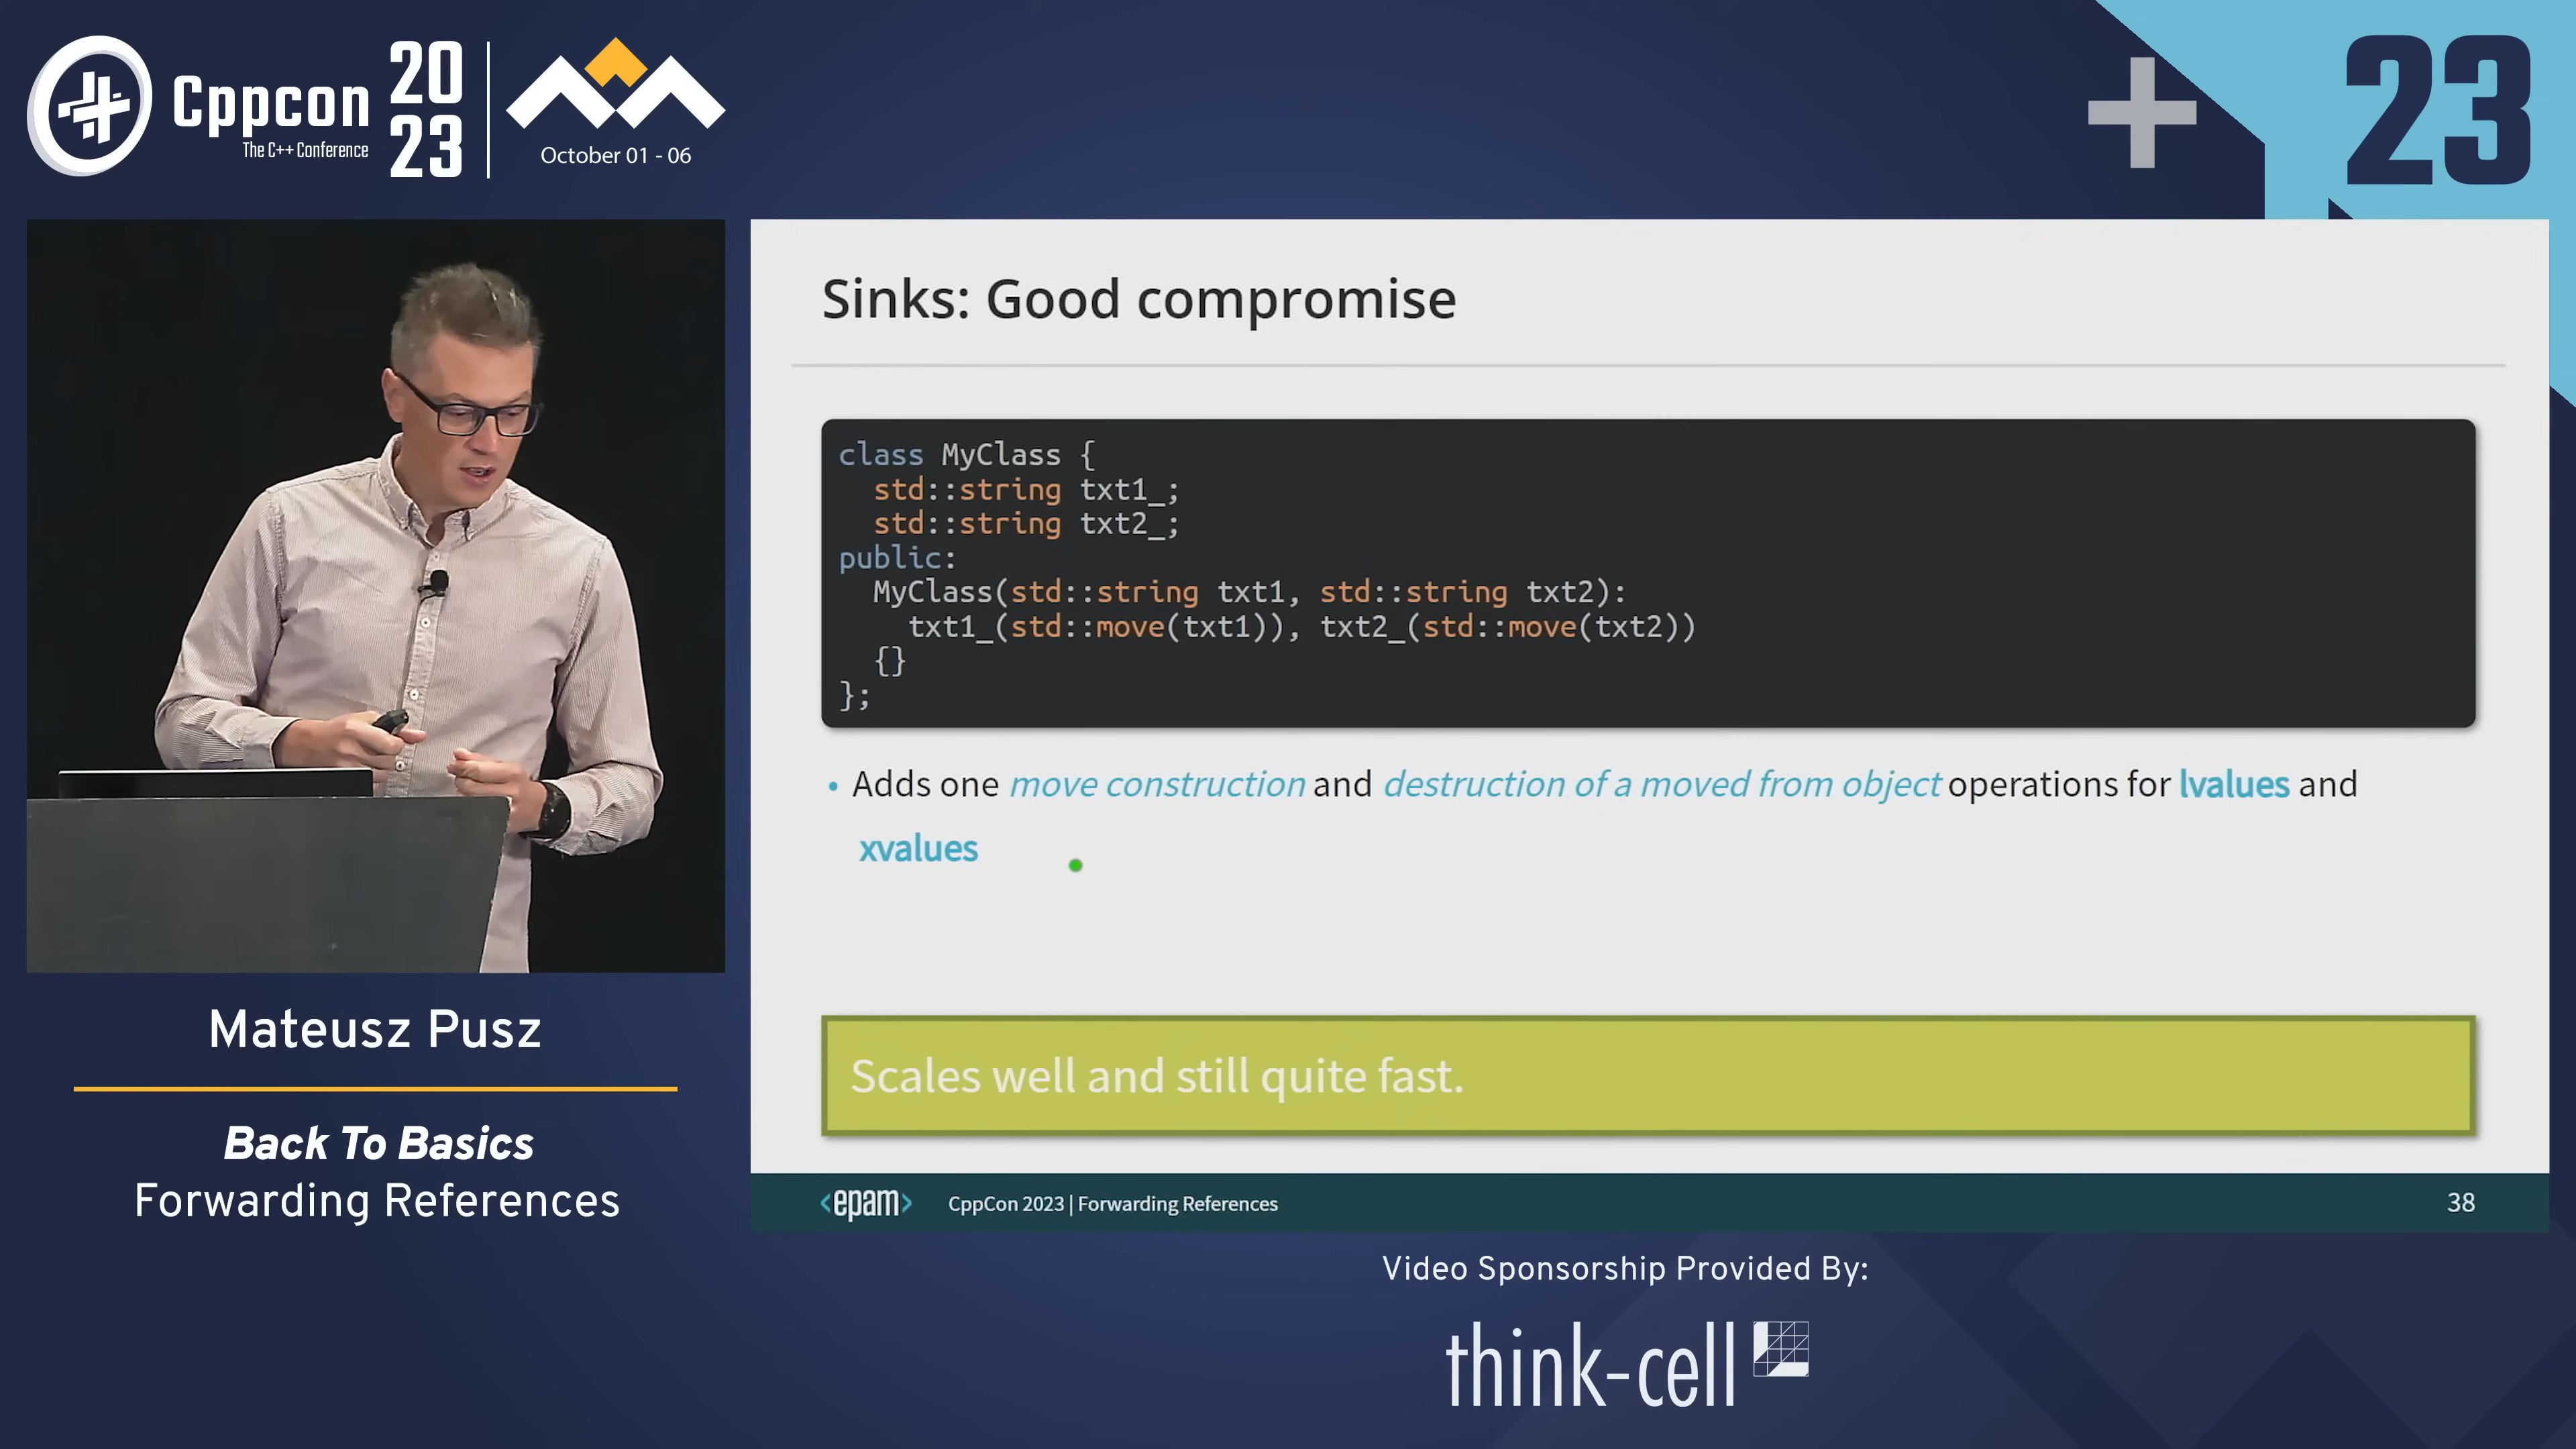 Cppcon
The C++ Conference
20
23
October 01 - 06
23
Sinks: Good compromise
class MyClass {
std::string txt1_;
std::string txt2_;
public:
MyClass(std::string txt1, std::string txt2):
txt1_(std::move(txt1)), txt2_(std::move(txt2))
{}
};
• Adds one move construction and destruction of a moved from object operations for lvalues and
xvalues
Scales well and still quite fast.
<epam>
CppCon 2023 | Forwarding References
38
Mateusz Pusz
Back To Basics
Forwarding References
Video Sponsorship Provided By:
think-cell